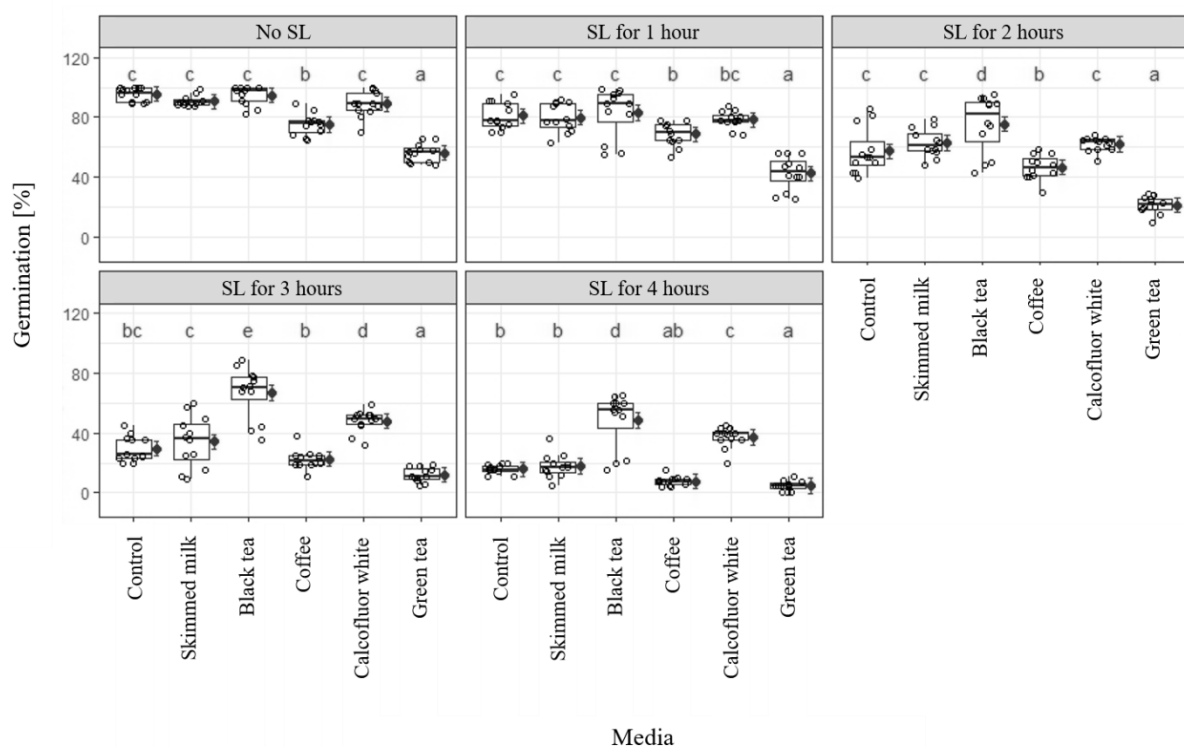 No SL
SL for 1 hour
SL for 2 hours
120
80
40
0
c c c b c a
c c c b bc a
c c d b c a
Germination [%]
Control
Skimmed milk
Black tea
Coffee
Calcofluor white
Green tea
SL for 3 hours
SL for 4 hours
120
80
40
0
bc c e b d a
b b d ab c a
Control
Skimmed milk
Black tea
Coffee
Calcofluor white
Green tea
Control
Skimmed milk
Black tea
Coffee
Calcofluor white
Green tea
Media